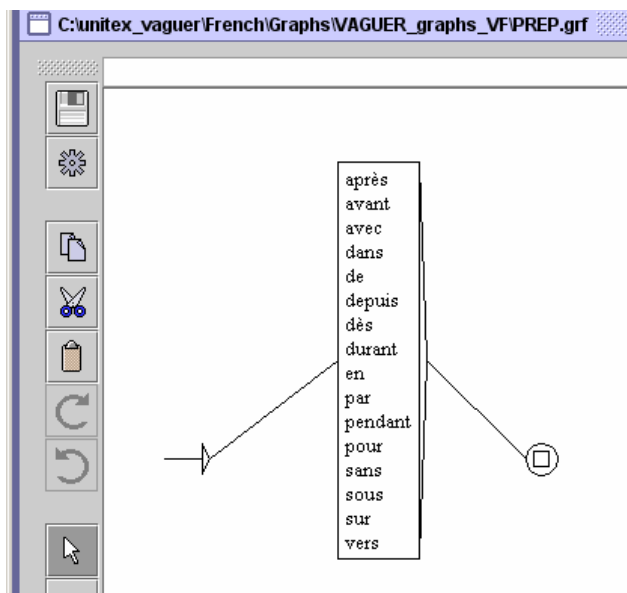 C:\unitex_vaguer\French\Graphs\VAGUER_graphs_VF\PREP.grf
après
avant
avec
dans
de
depuis
dès
durant
en
par
pendant
pour
sans
sous
sur
vers